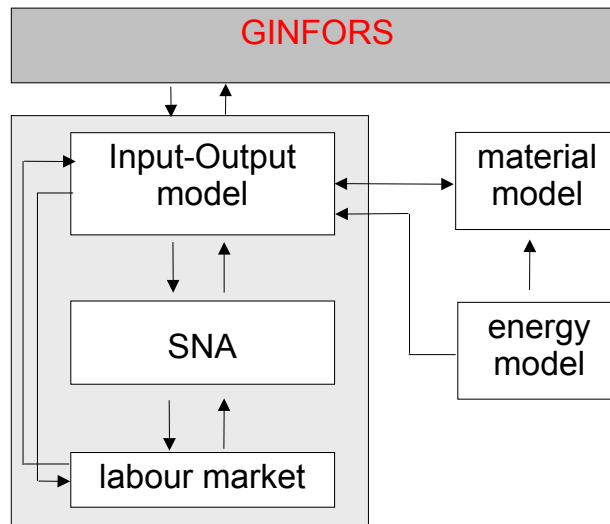 GINFORS
Input-Output
model
material
model
SNA
energy
model
labour market